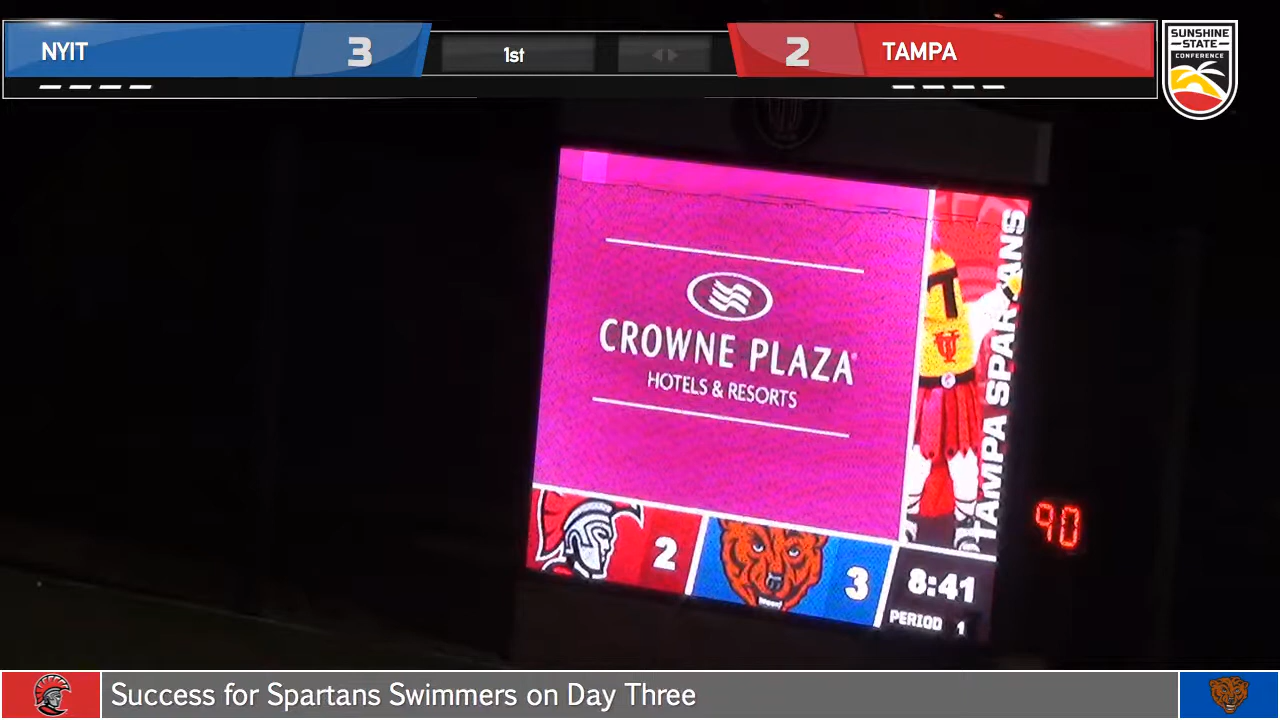 NYIT 3 1st 2 TAMPA
SUNSHINE
STATE
CONFERENCE
CROWNE PLAZA
HOTELS & RESORTS
TAMPA SPARTANS
UT
90
2 3 8:41
PERIOD 1
Success for Spartans Swimmers on Day Three